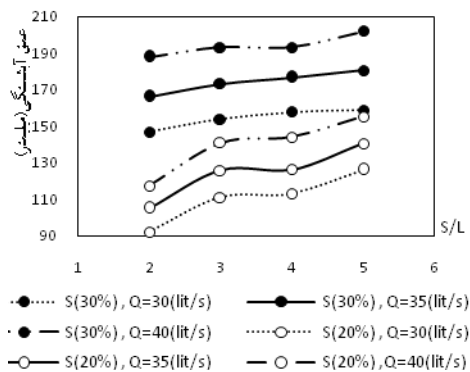 210
190
170
150
130
110
90
عمق آبشستگی(میلیمتر)
S/L
1 2 3 4 5 6
S(30%) , Q=30(lit/s)
S(30%) , Q=35(lit/s)
S(30%) , Q=40(lit/s)
S(20%) , Q=30(lit/s)
S(20%) , Q=35(lit/s)
S(20%) , Q=40(lit/s)